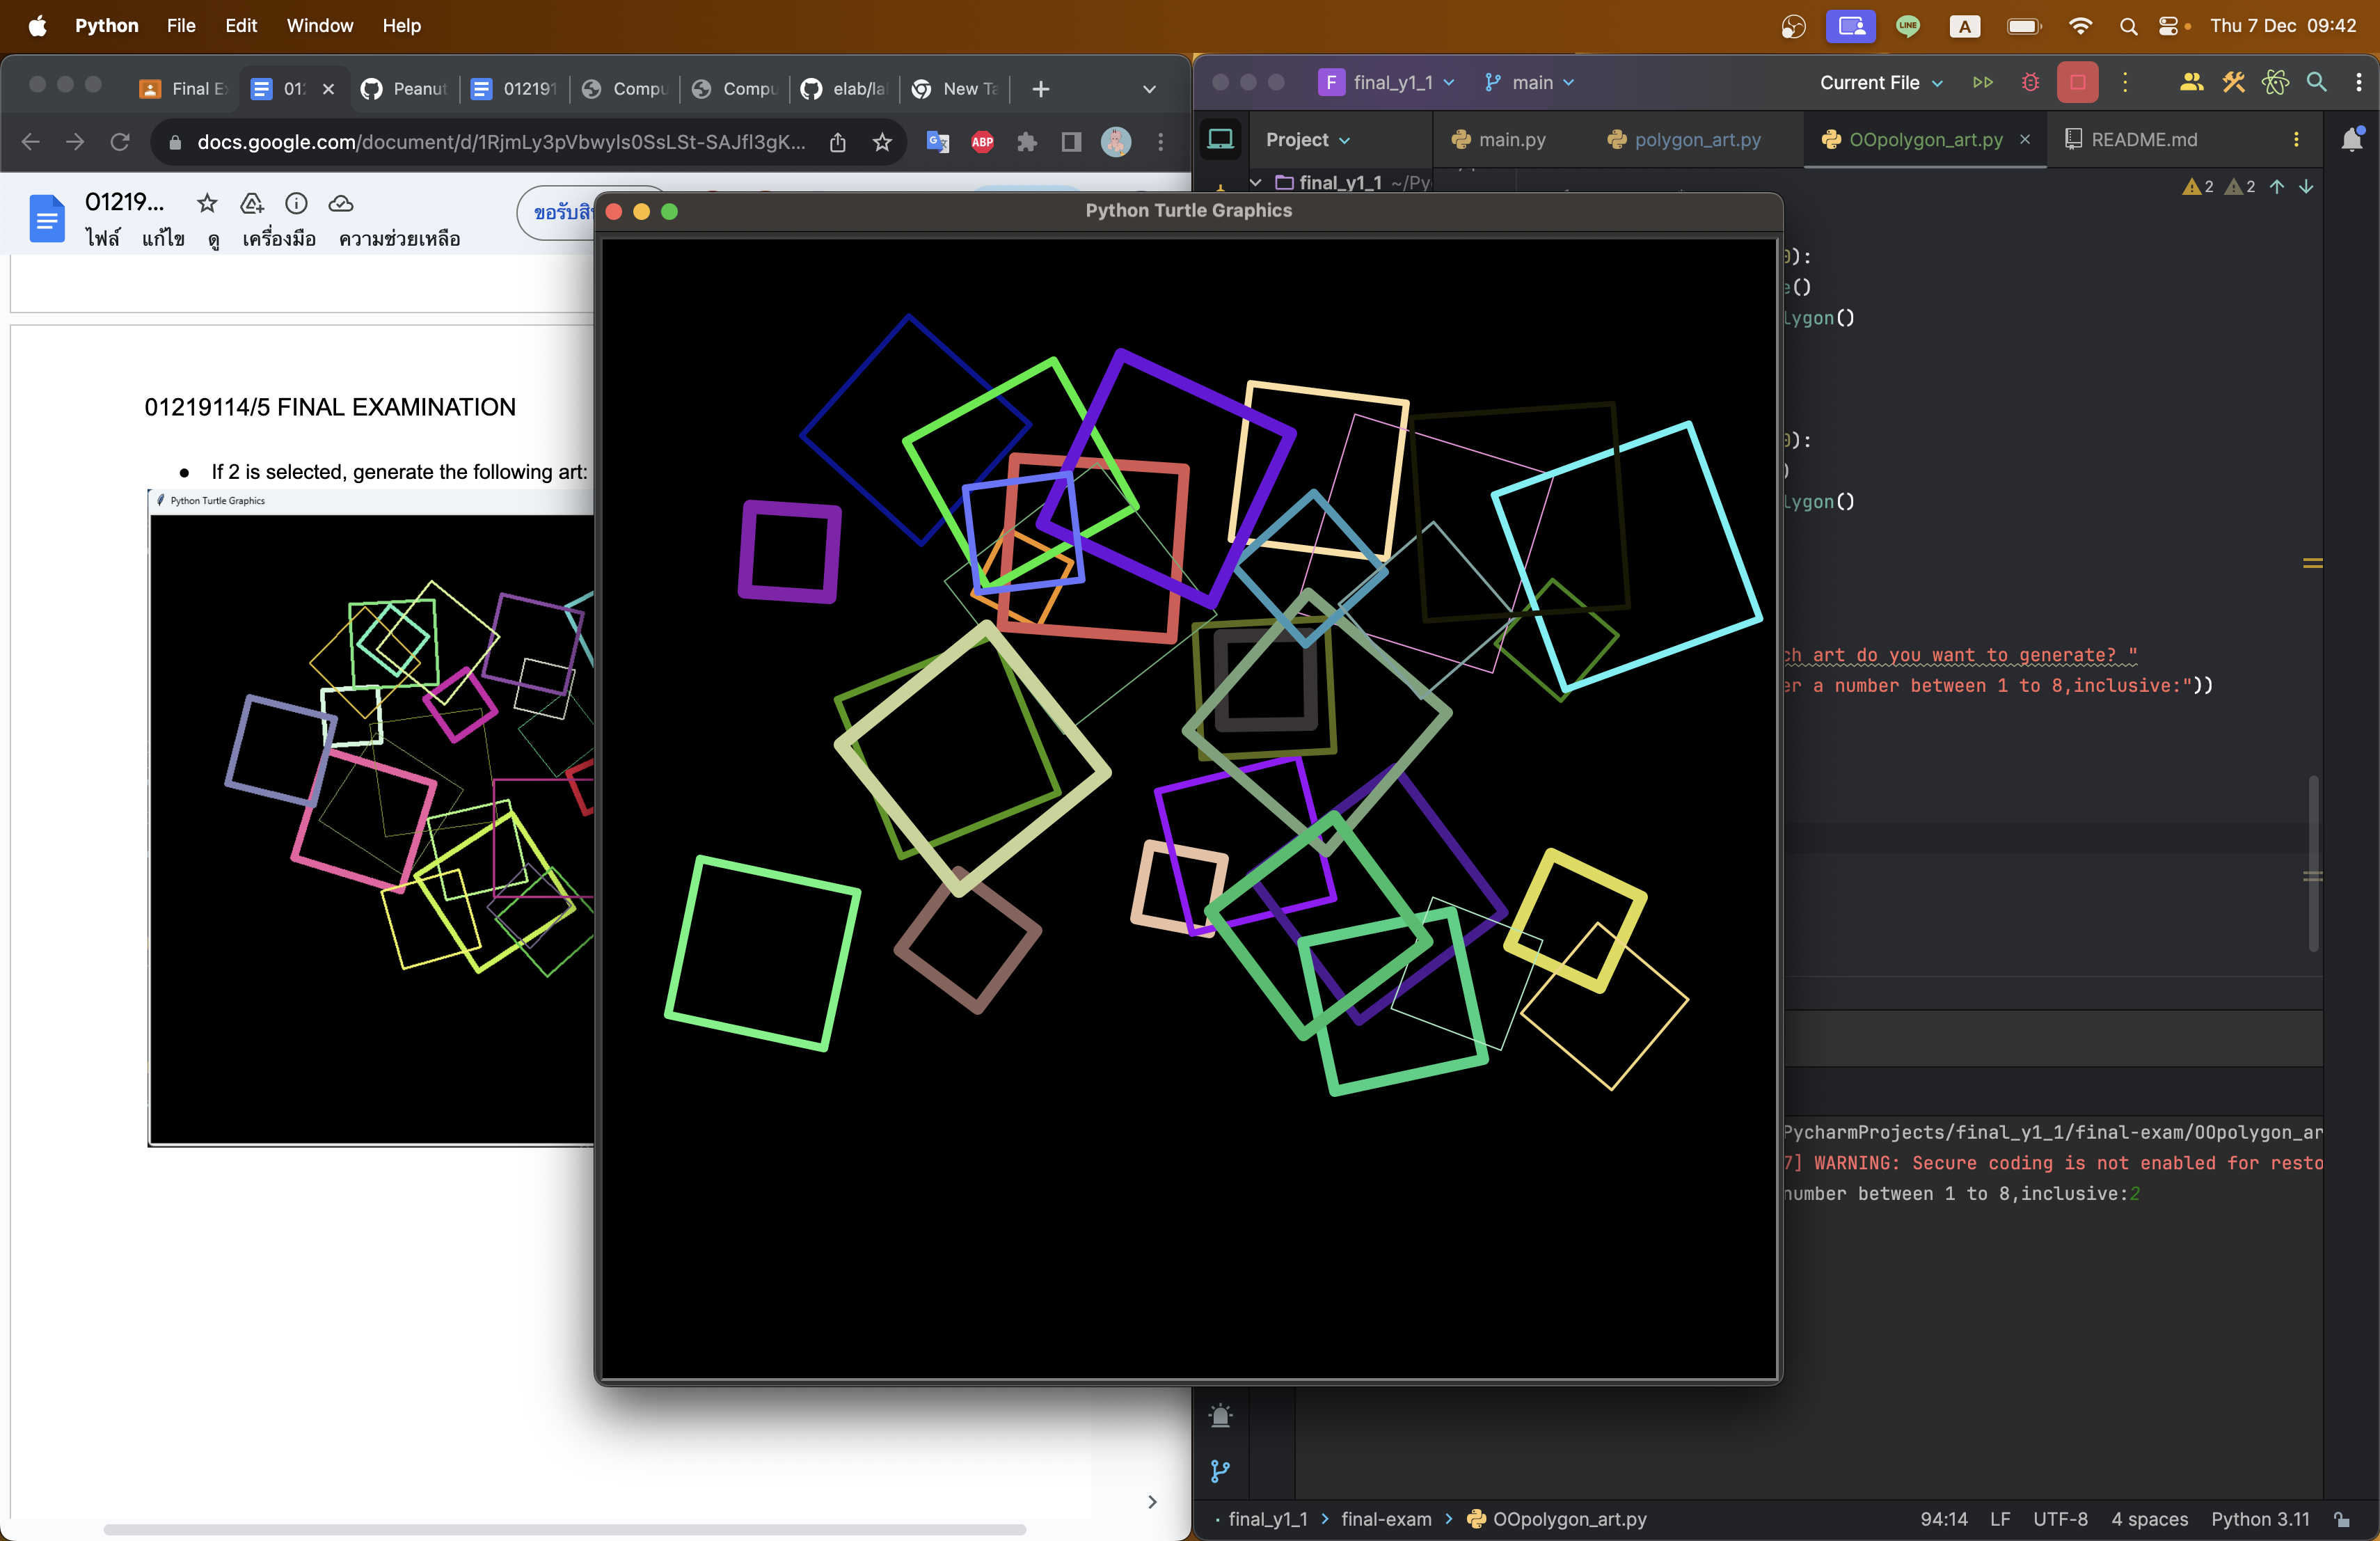 Python File Edit Window Help
LINE
A
Thu 7 Dec 09:42
Final E
01:
Peanut
012191
Compu
Compu
elab/la
New Ta
docs.google.com/document/d/1RjmLy3pVbwyIs0SsLSt-SAJfI3gK...
ABP
01219...
ไฟล์ แก้ไข ดู เครื่องมือ ความช่วยเหลือ
01219114/5 FINAL EXAMINATION
● If 2 is selected, generate the following art:
Python Turtle Graphics
Python Turtle Graphics
F final_y1_1
main
Current File
Project
main.py
polygon_art.py
OOpolygon_art.py
README.md
final_y1_1 ~/Py
2
2
):
()
lygon()
):
)
lygon()
ch art do you want to generate? "
er a number between 1 to 8,inclusive:"))
PycharmProjects/final_y1_1/final-exam/OOpolygon_ar
7] WARNING: Secure coding is not enabled for resto
number between 1 to 8,inclusive:2
final_y1_1 > final-exam > OOpolygon_art.py
94:14 LF UTF-8 4 spaces Python 3.11